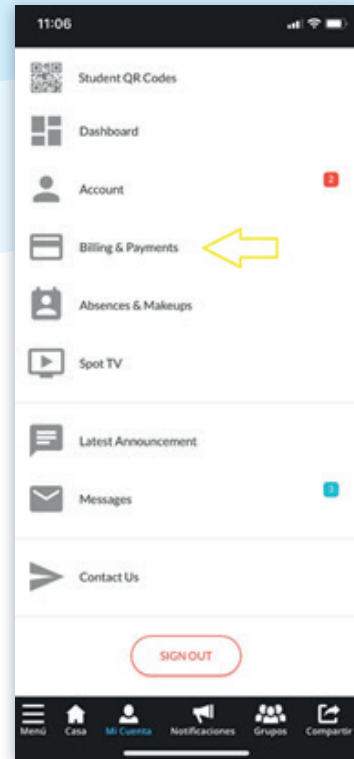 11:06
Student QR Codes
Dashboard
Account
2
Billing & Payments
Absences & Makeups
Spot TV
Latest Announcement
Messages
3
Contact Us
SIGN OUT
Menú Casa Mi Cuenta Notificaciones Grupos Compartir